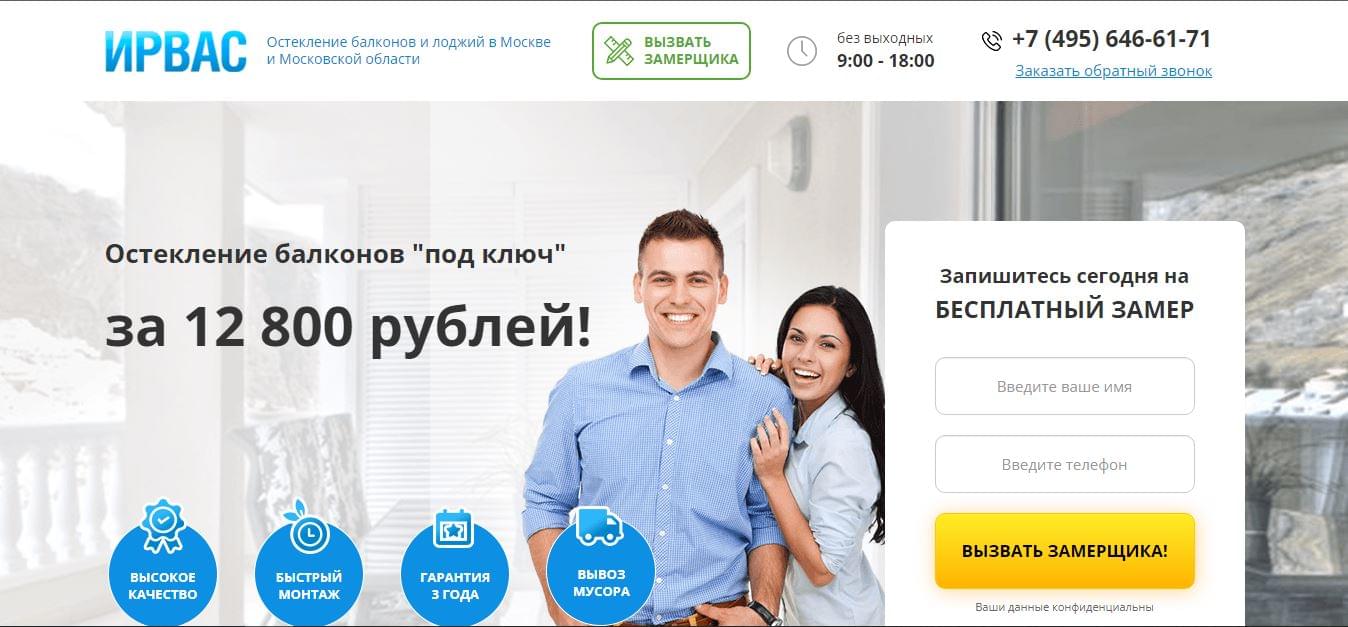 ИРВАС
Остекление балконов и лоджий в Москве
и Московской области
ВЫЗВАТЬ
ЗАМЕРЩИКА
без выходных
9:00 - 18:00
+7 (495) 646-61-71
Заказать обратный звонок
Остекление балконов "под ключ"
за 12 800 рублей!
Запишитесь сегодня на
БЕСПЛАТНЫЙ ЗАМЕР
Введите ваше имя
Введите телефон
ВЫЗВАТЬ ЗАМЕРЩИКА!
Ваши данные конфиденциальны
ВЫСОКОЕ
КАЧЕСТВО
БЫСТРЫЙ
МОНТАЖ
ГАРАНТИЯ
3 ГОДА
ВЫВОЗ
МУСОРА